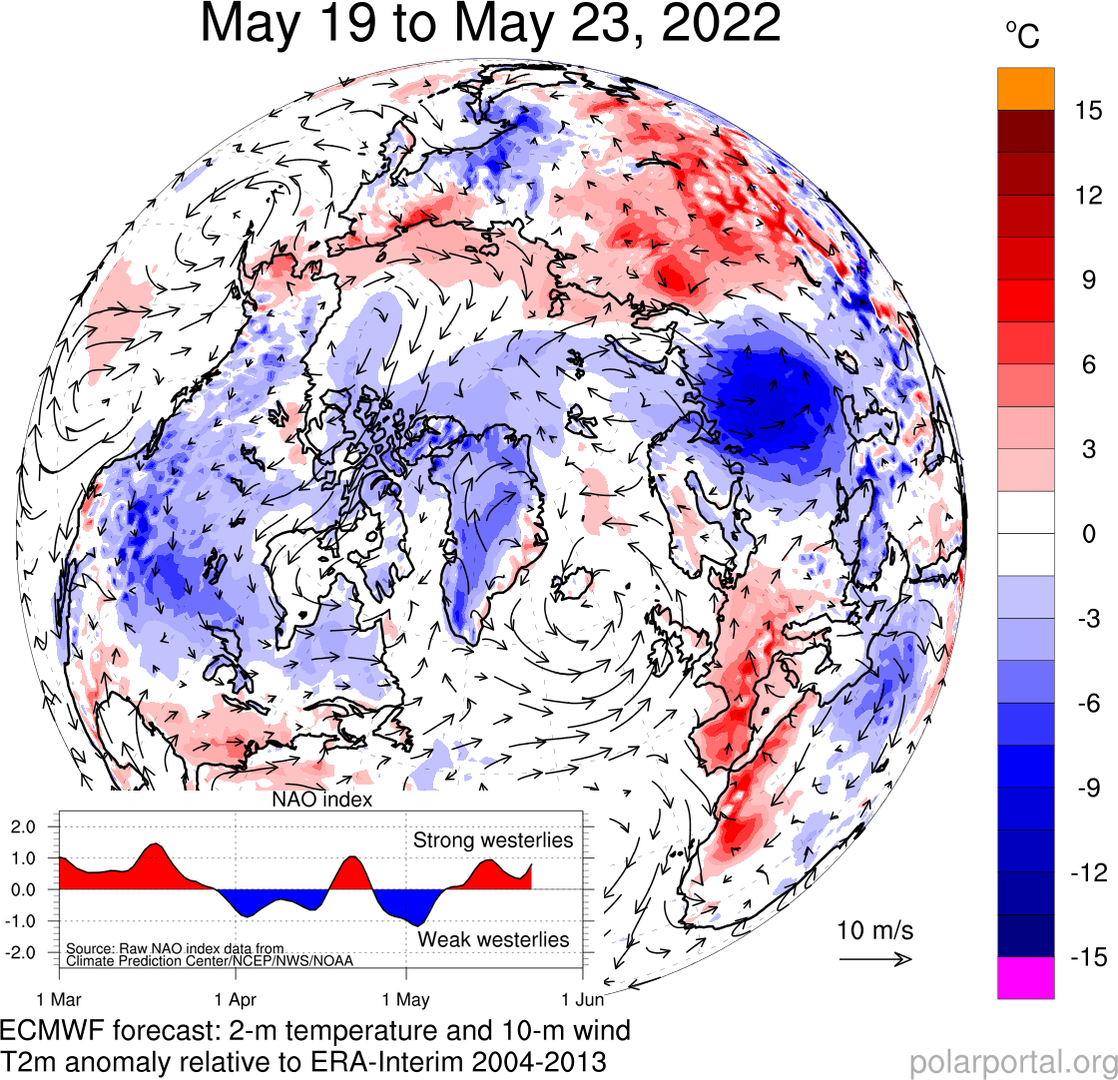 May 19 to May 23, 2022
°C
15
12
9
6
3
0
-3
-6
-9
-12
-15
10 m/s
NAO index
2.0
1.0
0.0
-1.0
-2.0
Strong westerlies
Weak westerlies
Source: Raw NAO index data from
Climate Prediction Center/NCEP/NWS/NOAA
1 Mar
1 Apr
1 May
1 Jun
ECMWF forecast: 2-m temperature and 10-m wind
T2m anomaly relative to ERA-Interim 2004-2013
polarportal.org